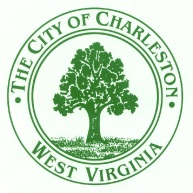 • THE CITY OF CHARLESTON •
WEST VIRGINIA